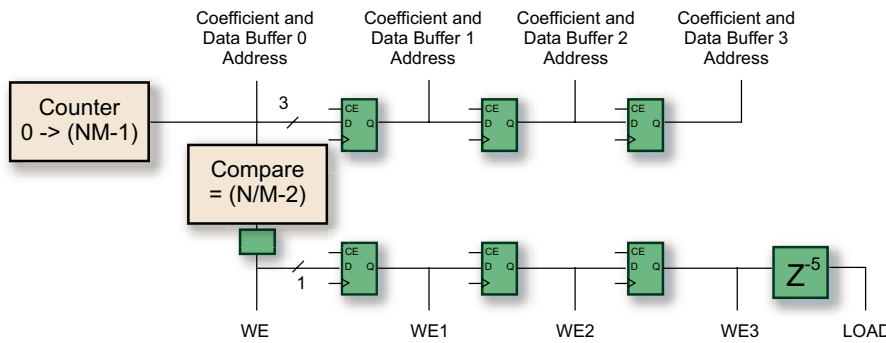 Coefficient and
Data Buffer 0
Address
Coefficient and
Data Buffer 1
Address
Coefficient and
Data Buffer 2
Address
Coefficient and
Data Buffer 3
Address
Counter
0 -> (NM-1)
3
CE
D Q
CE
D Q
CE
D Q
Compare
= (N/M-2)
1
CE
D Q
CE
D Q
CE
D Q
Z-5
WE
WE1
WE2
WE3
LOAD